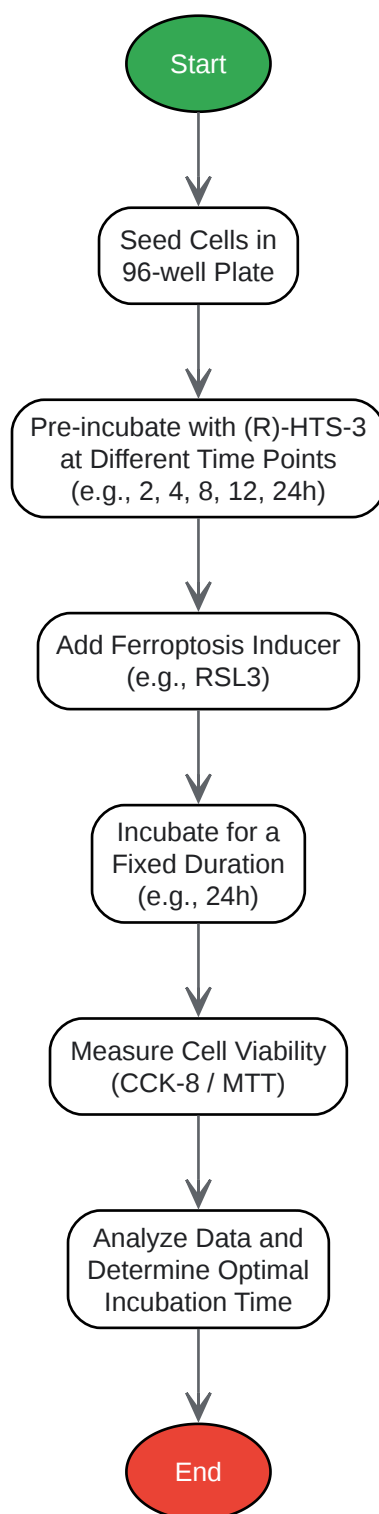 Start
Seed Cells in
96-well Plate
Pre-incubate with (R)-HTS-3
at Different Time Points
(e.g., 2, 4, 8, 12, 24h)
Add Ferroptosis Inducer
(e.g., RSL3)
Incubate for a
Fixed Duration
(e.g., 24h)
Measure Cell Viability
(CCK-8 / MTT)
Analyze Data and
Determine Optimal
Incubation Time
End